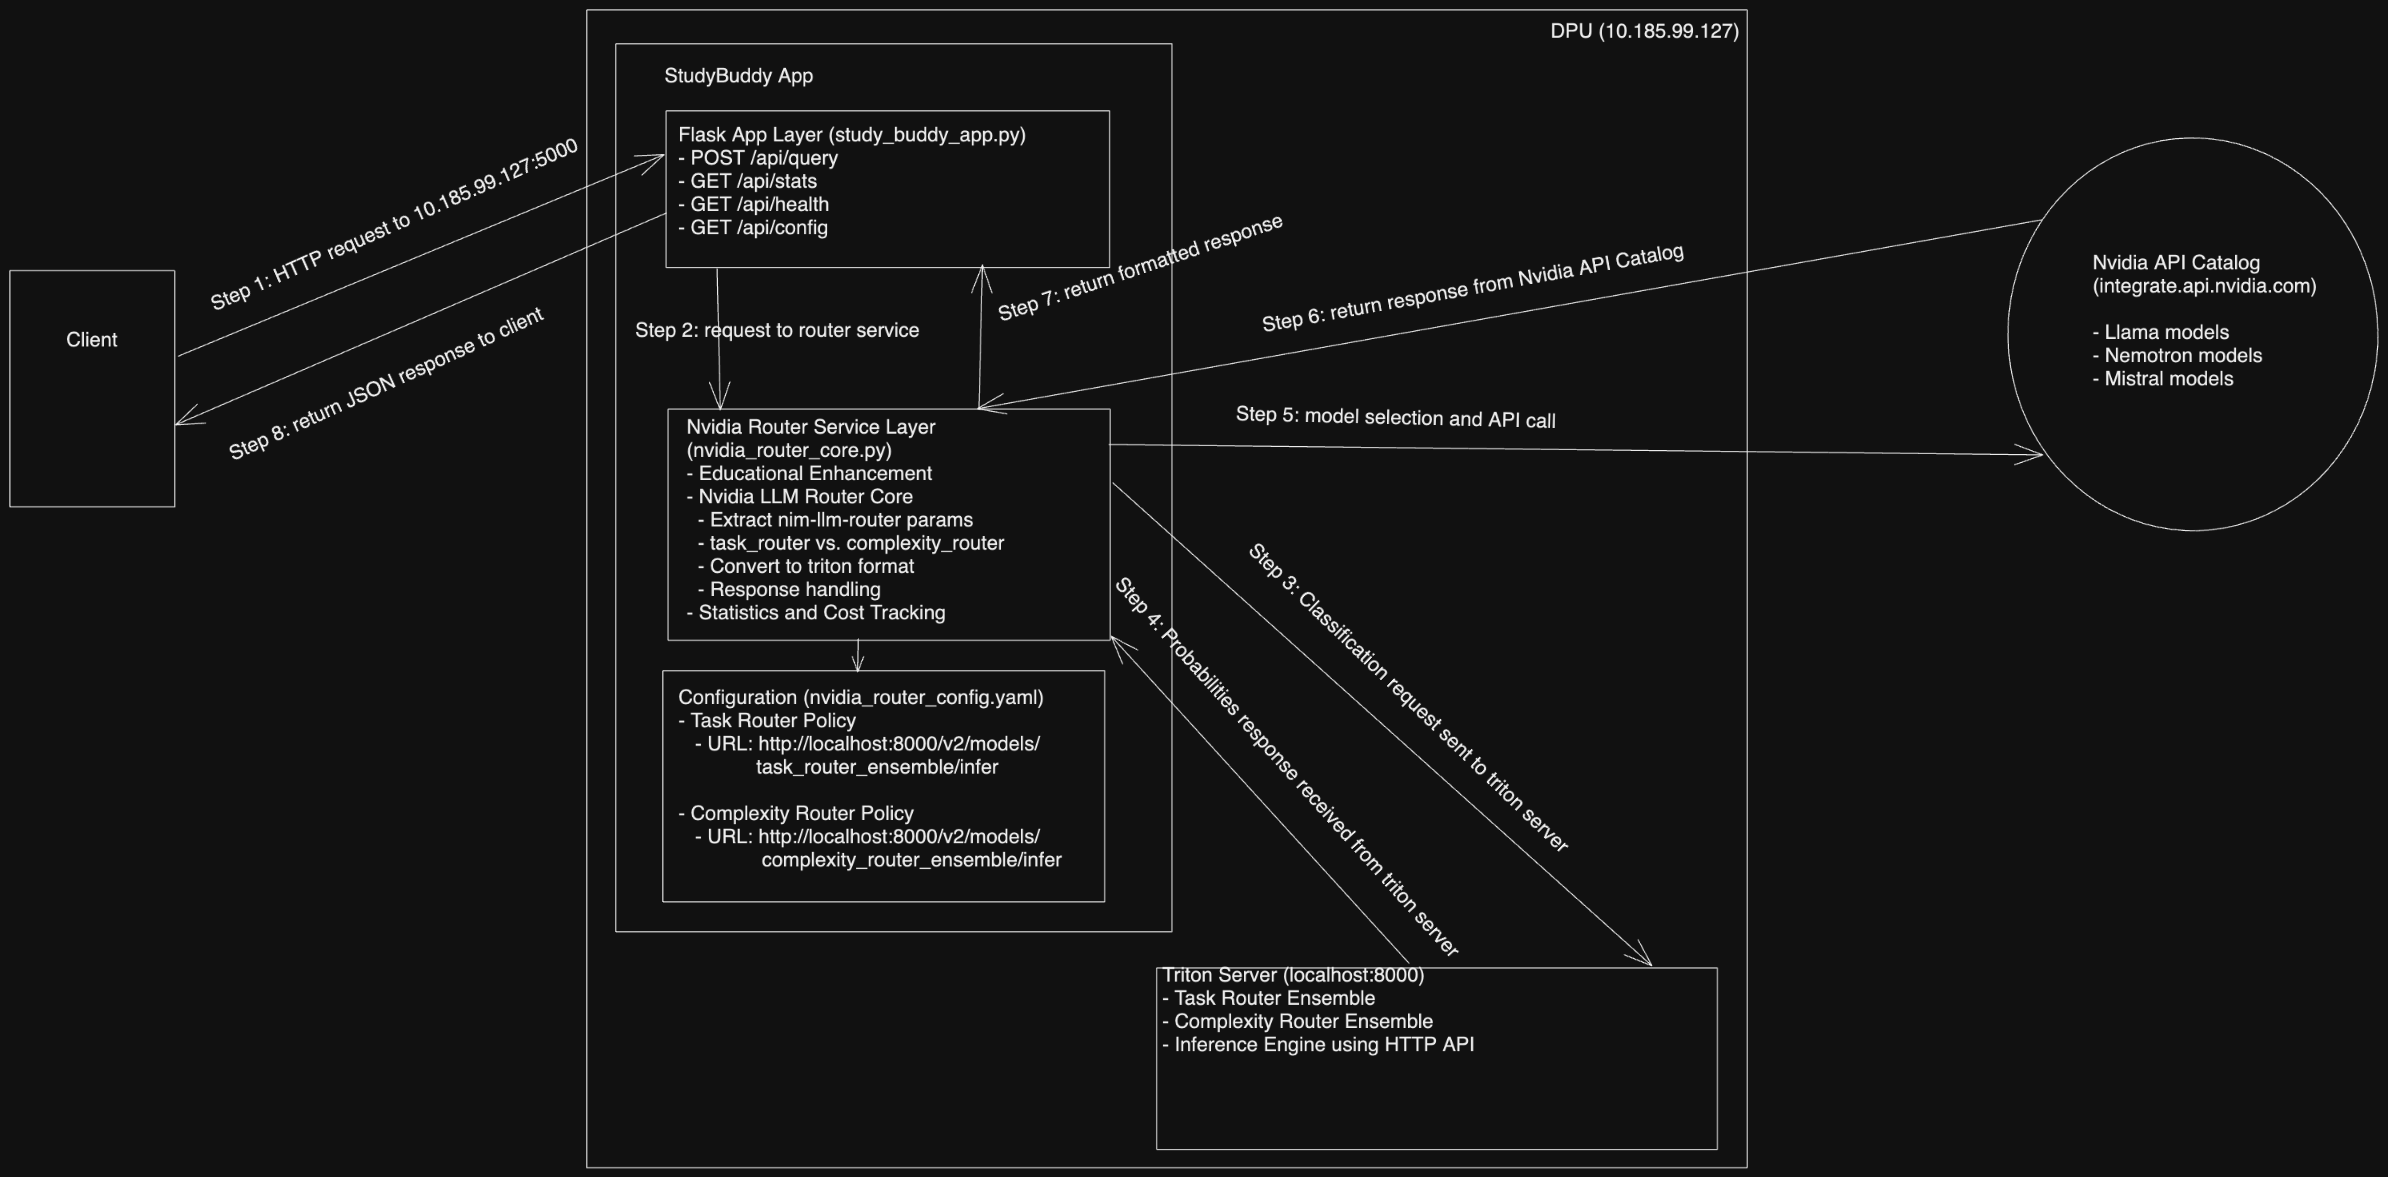 DPU (10.185.99.127)
StudyBuddy App
Flask App Layer (study_buddy_app.py)
- POST /api/query
- GET /api/stats
- GET /api/health
- GET /api/config
Step 1: HTTP request to 10.185.99.127:5000
Client
Step 8: return JSON response to client
Step 2: request to router service
Step 7: return formatted response
Step 6: return response from Nvidia API Catalog
Nvidia API Catalog
(integrate.api.nvidia.com)
- Llama models
- Nemotron models
- Mistral models
Step 5: model selection and API call
Nvidia Router Service Layer
(nvidia_router_core.py)
- Educational Enhancement
- Nvidia LLM Router Core
- Extract nim-llm-router params
- task_router vs. complexity_router
- Convert to triton format
- Response handling
- Statistics and Cost Tracking
Step 3: Classification request sent to triton server
Step 4: Probabilities response received from triton server
Configuration (nvidia_router_config.yaml)
- Task Router Policy
- URL: http://localhost:8000/v2/models/
task_router_ensemble/infer
- Complexity Router Policy
- URL: http://localhost:8000/v2/models/
complexity_router_ensemble/infer
Triton Server (localhost:8000)
- Task Router Ensemble
- Complexity Router Ensemble
- Inference Engine using HTTP API